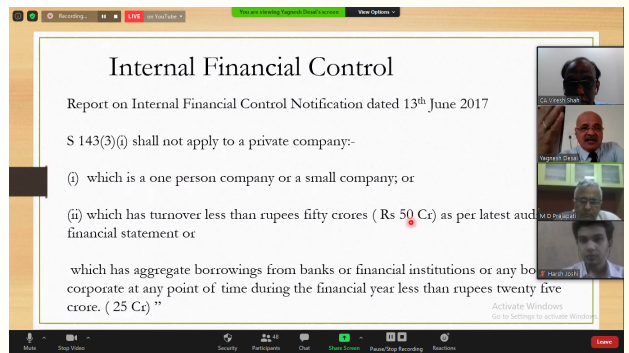 Recording...
LIVE on YouTube
You are viewing Yagnesh Desai's screen
View Options
Internal Financial Control
Report on Internal Financial Control Notification dated 13th June 2017
S 143(3)(i) shall not apply to a private company:-
(i) which is a one person company or a small company; or
(ii) which has turnover less than rupees fifty crores ( Rs 50 Cr) as per latest aud
financial statement or
which has aggregate borrowings from banks or financial institutions or any bo
corporate at any point of time during the financial year less than rupees twenty five
crore. ( 25 Cr) ”
CA Viresh Shah
Yagnesh Desai
M D Prajapati
Harsh Joshi
Activate Windows
Go to Settings to activate Windows.
Mute
Stop Video
Security
Participants
48
Chat
Share Screen
Pause/Stop Recording
Reactions
Leave